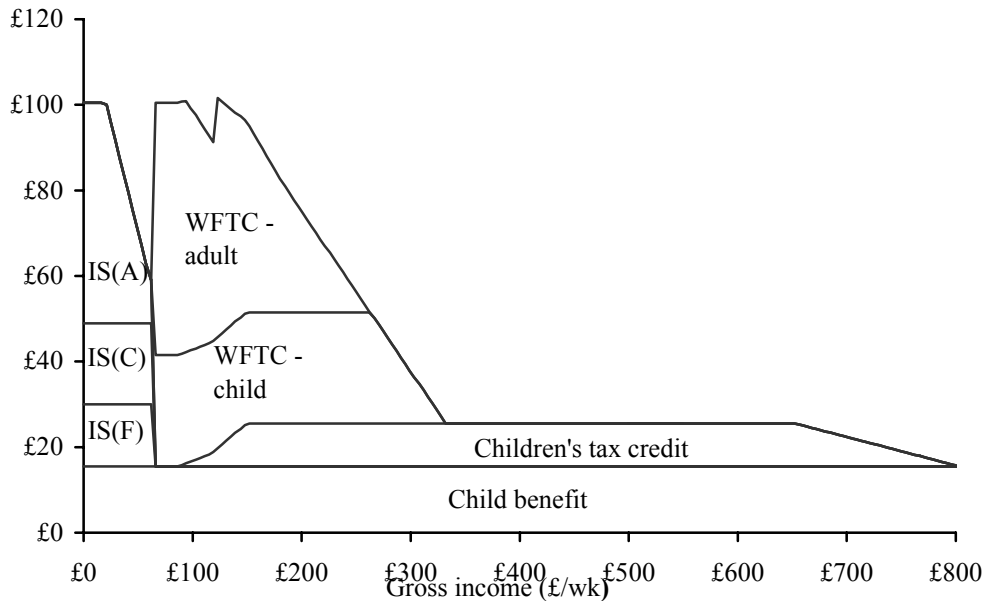 £120
£100
£80
£60
£40
£20
£0
WFTC -
adult
IS(A)
IS(C)
WFTC -
child
IS(F)
Children's tax credit
Child benefit
£0 £100 £200 £300 £400 £500 £600 £700 £800
Gross income (£/wk)